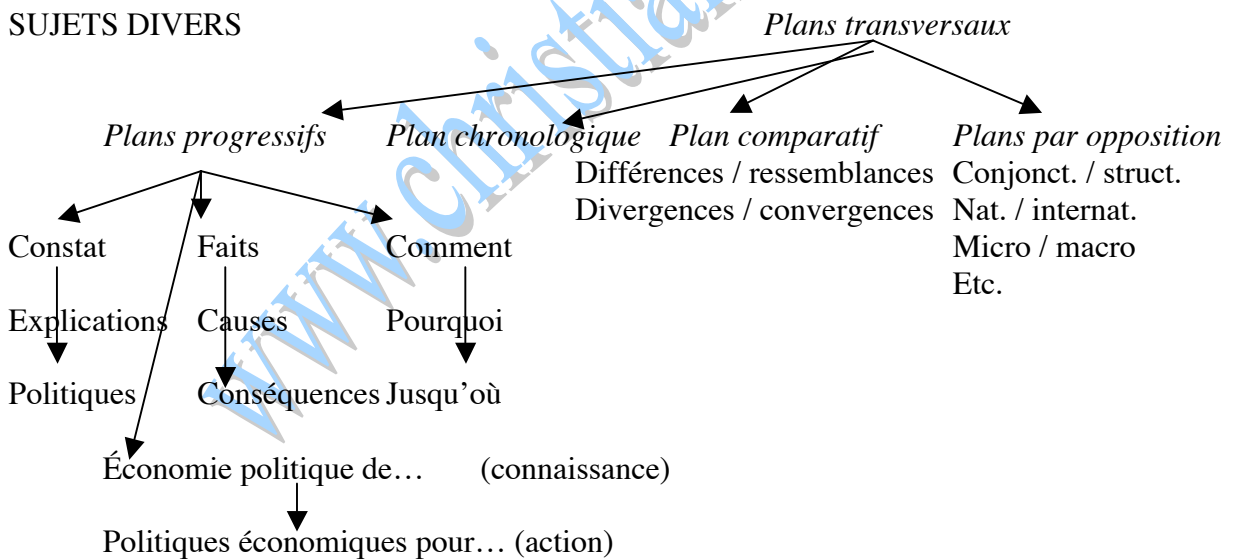 SUJETS DIVERS Plans transversaux
Plans progressifs Plan chronologique Plan comparatif Plans par opposition
Différences / ressemblances Conjonct. / struct.
Divergences / convergences Nat. / internat.
Constat Faits Comment Micro / macro
Etc.
Explications Causes Pourquoi
Politiques Conséquences Jusqu’où
Économie politique de… (connaissance)
Politiques économiques pour… (action)